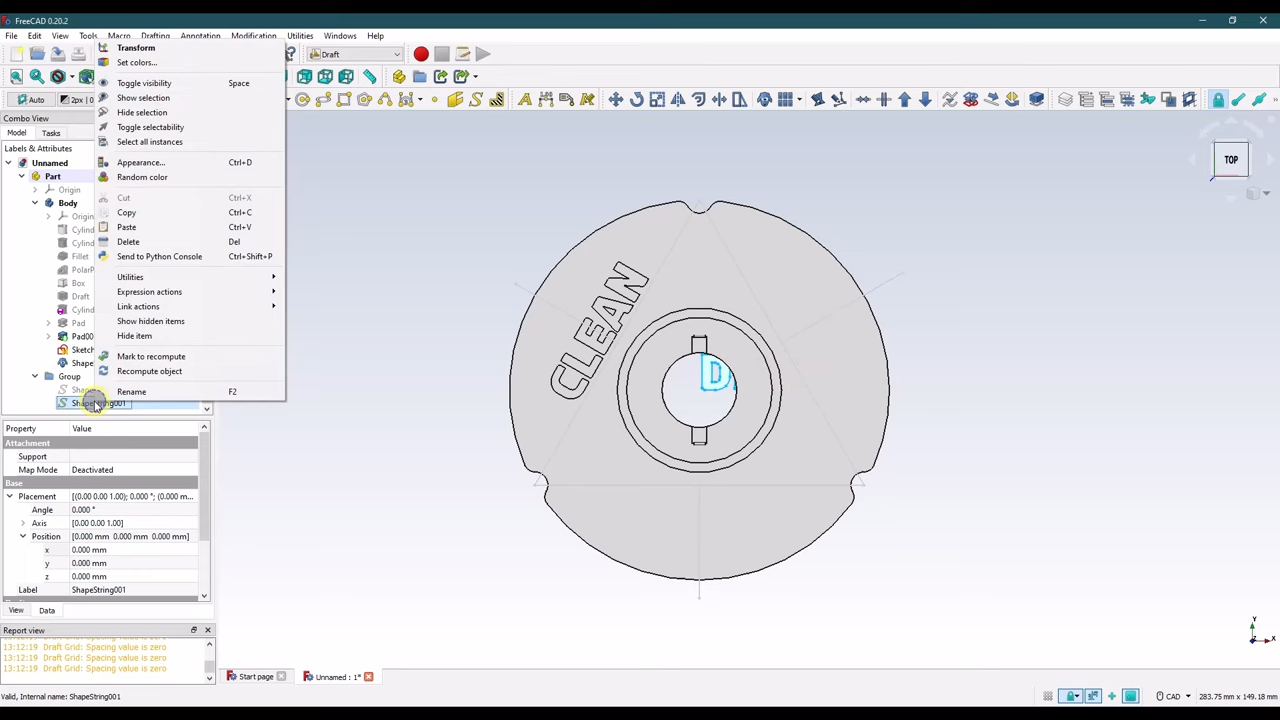 FreeCAD 0.20.2
File Edit View Tools Macro Drafting Annotation Modification Utilities Windows Help
Draft
Auto 2px | 0
Combo View
Model Tasks
Labels & Attributes
Unnamed
Part
Origin
Body
Origin
Fillet
Box
Draft
Pad
Pad00
Sketch
Shape
Group
ShapeString001
Transform
Set colors...
Toggle visibility Space
Show selection
Hide selection
Toggle selectability
Select all instances
Appearance... Ctrl+D
Random color
Cut Ctrl+X
Copy Ctrl+C
Paste Ctrl+V
Delete Del
Send to Python Console Ctrl+Shift+P
Utilities
Expression actions
Link actions
Show hidden items
Hide item
Mark to recompute
Recompute object
Rename F2
CLEAN
D
TOP
Property Value
Attachment
Support
Map Mode Deactivated
Base
Placement [(0.00 0.00 1.00); 0.000 °; (0.000 m...
Angle 0.000 °
Axis [0.00 0.00 1.00]
Position [0.000 mm 0.000 mm 0.000 mm]
x 0.000 mm
y 0.000 mm
z 0.000 mm
Label ShapeString001
View Data
Report view
13:12:19 Draft Grid: Spacing value is zero
13:12:19 Draft Grid: Spacing value is zero
13:12:19 Draft Grid: Spacing value is zero
Start page Unnamed : 1*
Y
X
Valid, Internal name: ShapeString001
CAD 283.75 mm x 149.18 mm